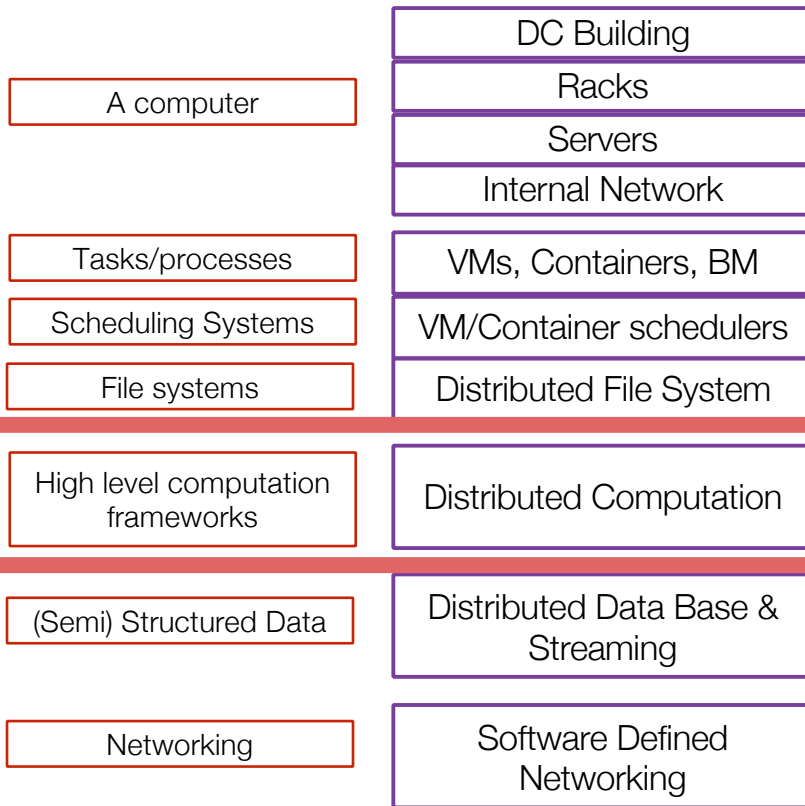 DC Building
A computer
Racks
Servers
Internal Network
Tasks/processes
VMs, Containers, BM
Scheduling Systems
VM/Container schedulers
File systems
Distributed File System
High level computation
frameworks
Distributed Computation
(Semi) Structured Data
Distributed Data Base &
Streaming
Networking
Software Defined
Networking